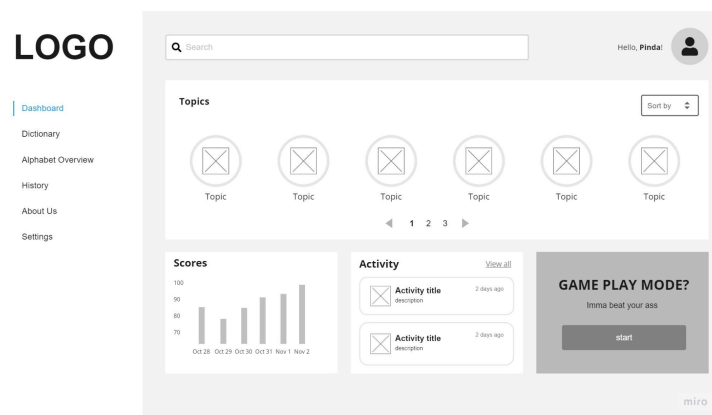 LOGO
Search
Hello, Pinda!
Dashboard
Dictionary
Alphabet Overview
History
About Us
Settings
Topics
Sort by
Topic Topic Topic Topic Topic Topic
1 2 3
Scores
100
90
80
70
Oct 28 Oct 29 Oct 30 Oct 31 Nov 1 Nov 2
Activity View all
Activity title 2 days ago
description
Activity title 2 days ago
description
GAME PLAY MODE?
Imma beat your ass
start
miro